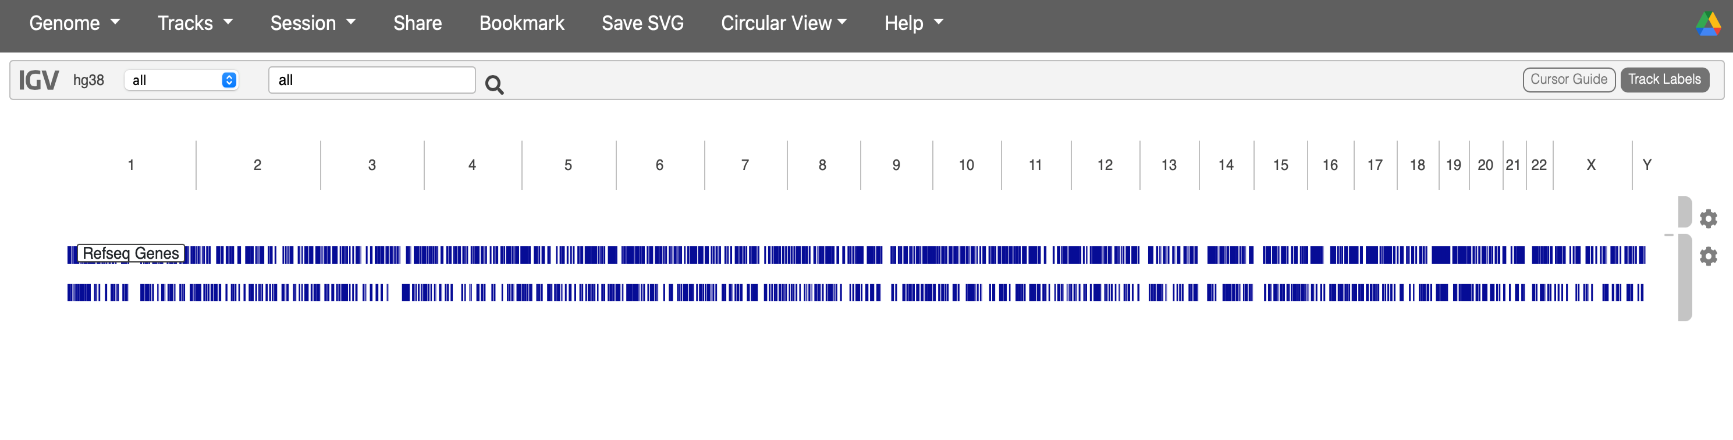 Genome Tracks Session Share Bookmark Save SVG Circular View Help
IGV hg38 all all Cursor Guide Track Labels
1 2 3 4 5 6 7 8 9 10 11 12 13 14 15 16 17 18 19 20 21 22 X Y
Refseq Genes